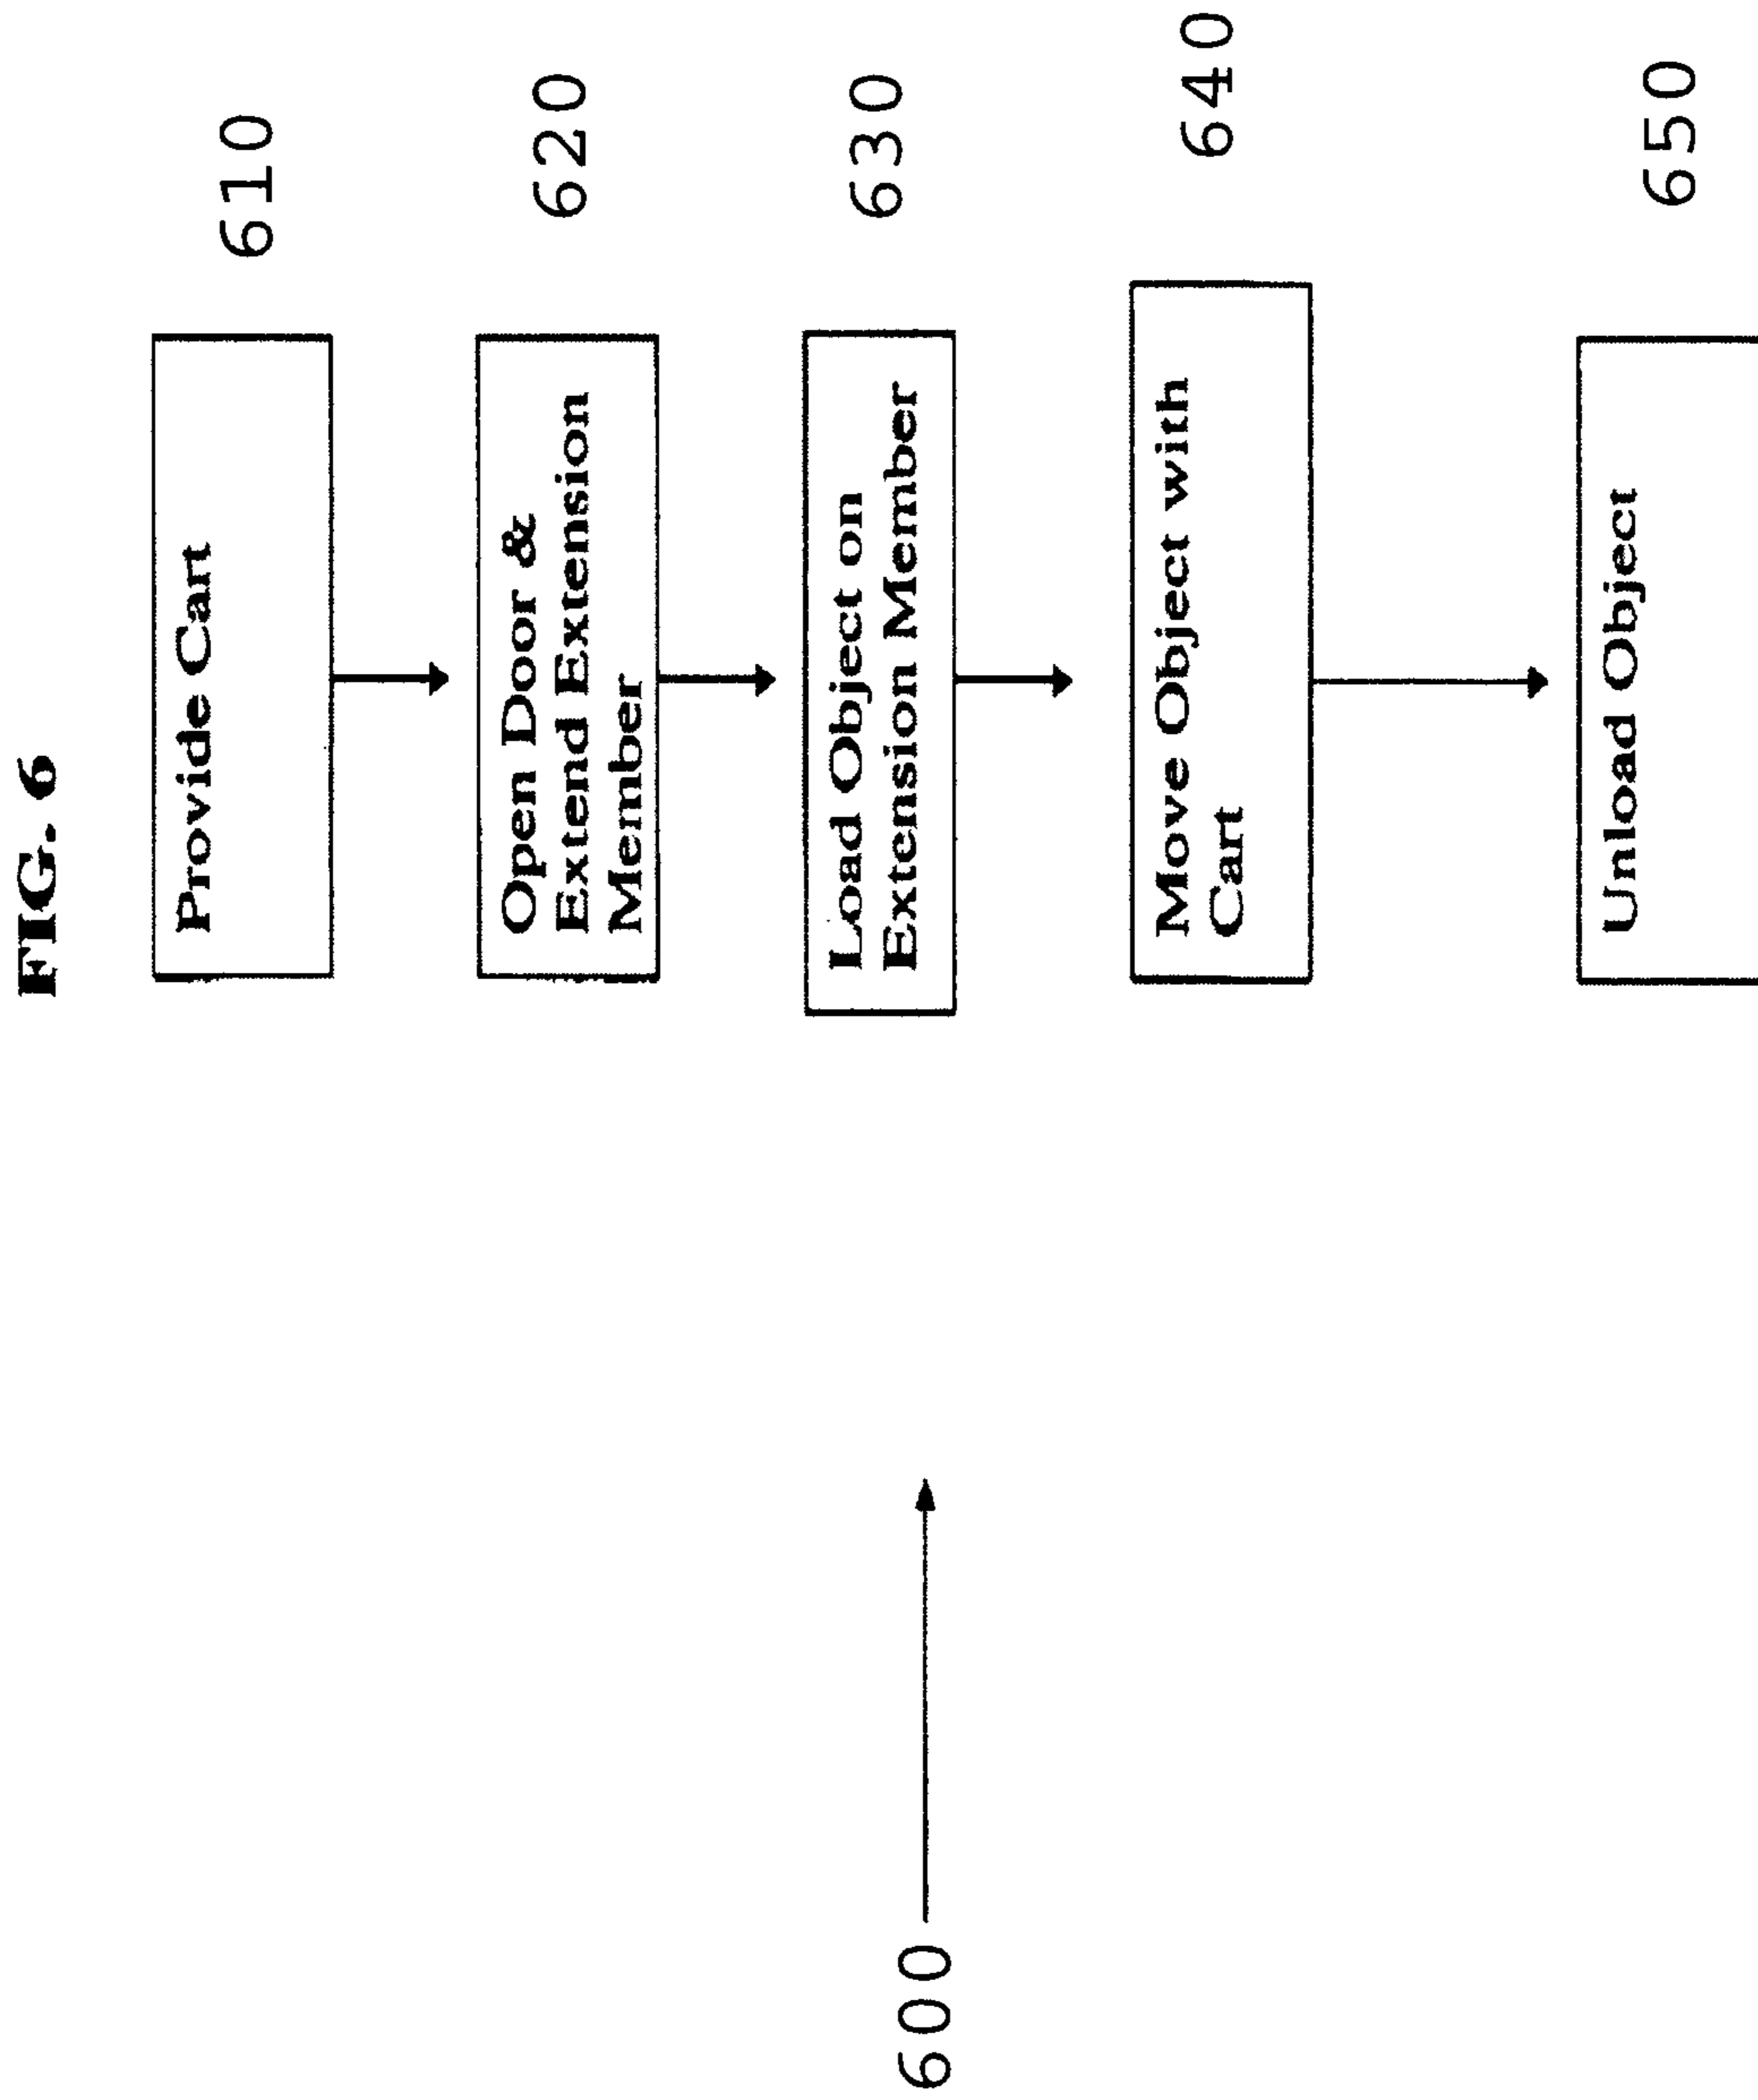 FIG. 6
Provide Cart
610
Open Door &
Extend Extension
Member
620
Load Object on
Extension Member
630
Move Object with
Cart
640
Unload Object
650
600